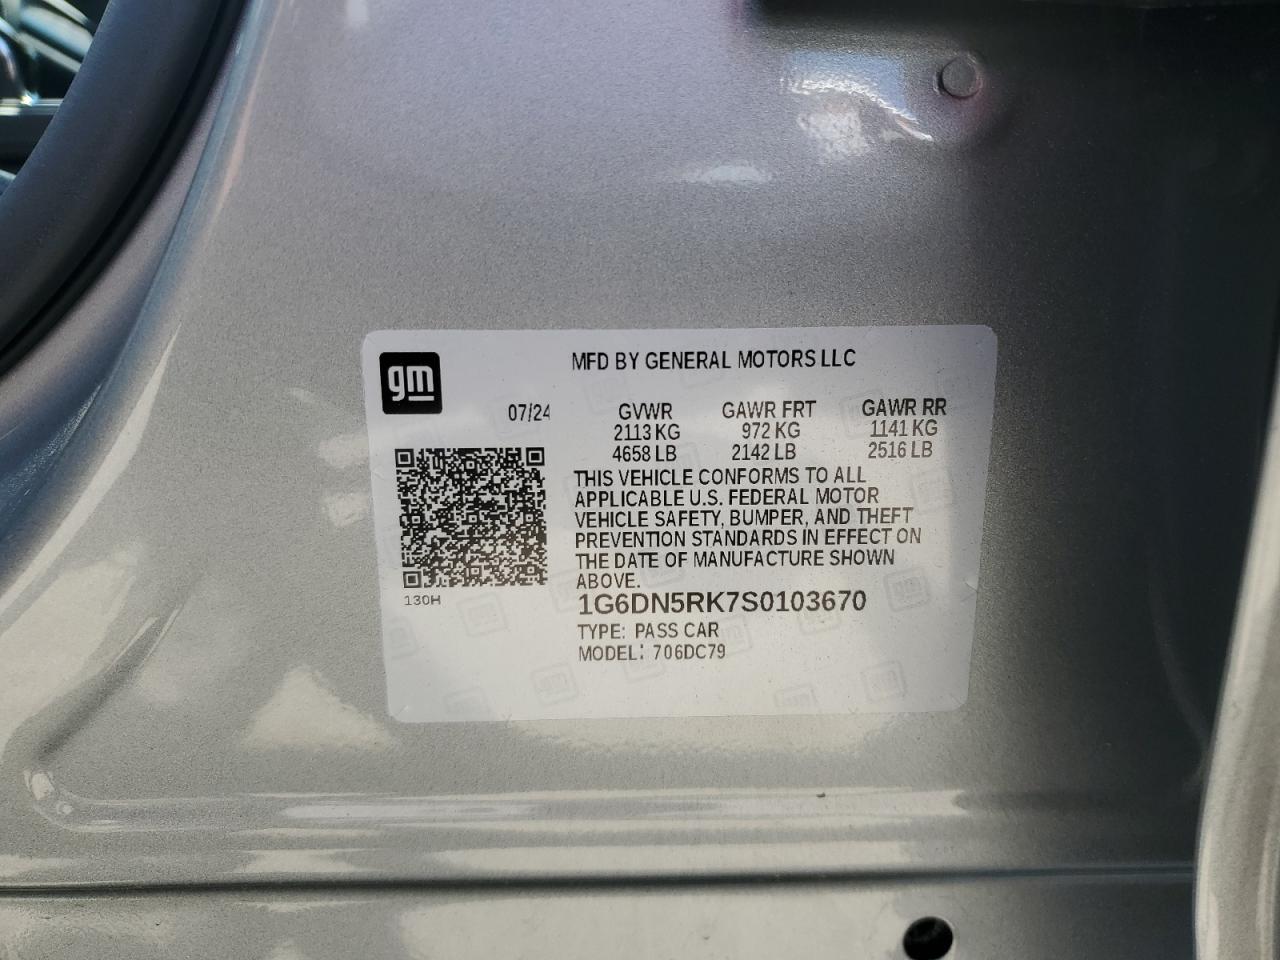 gm
MFD BY GENERAL MOTORS LLC
07/24
GVWR GAWR FRT GAWR RR
2113 KG 972 KG 1141 KG
4658 LB 2142 LB 2516 LB
THIS VEHICLE CONFORMS TO ALL
APPLICABLE U.S. FEDERAL MOTOR
VEHICLE SAFETY, BUMPER, AND THEFT
PREVENTION STANDARDS IN EFFECT ON
THE DATE OF MANUFACTURE SHOWN
ABOVE.
130H
1G6DN5RK7S0103670
TYPE: PASS CAR
MODEL: 706DC79